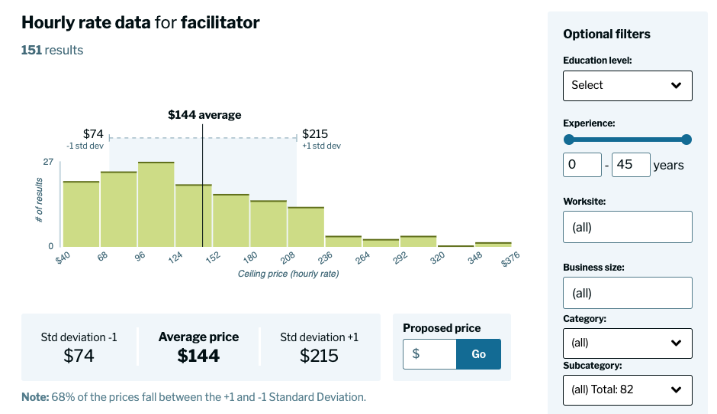 Hourly rate data for facilitator
151 results
$144 average
$74
-1 std dev
$215
+1 std dev
27
0
# of results
$40 68 96 124 152 180 208 236 264 292 320 348 $376
Ceiling price (hourly rate)
Std deviation -1
$74
Average price
$144
Std deviation +1
$215
Proposed price
$ Go
Note: 68% of the prices fall between the +1 and -1 Standard Deviation.
Optional filters
Education level:
Select
Experience:
0 - 45 years
Worksite:
(all)
Business size:
(all)
Category:
(all)
Subcategory:
(all) Total: 82